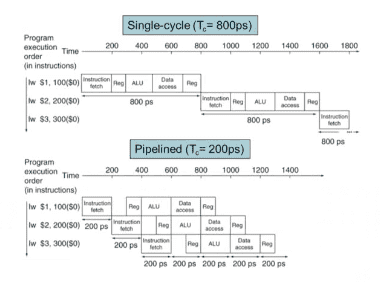 Single-cycle (Tc= 800ps)
Program
execution
order
(in instructions)
Time
200 400 600 800 1000 1200 1400 1600 1800
lw $1, 100($0)
Instruction
fetch
Reg
ALU
Data
access
Reg
lw $2, 200($0)
800 ps
Instruction
fetch
Reg
ALU
Data
access
Reg
lw $3, 300($0)
800 ps
Instruction
fetch
800 ps
Pipelined (Tc= 200ps)
Program
execution
order
(in instructions)
Time
200 400 600 800 1000 1200 1400
lw $1, 100($0)
Instruction
fetch
Reg
ALU
Data
access
Reg
lw $2, 200($0)
200 ps
Instruction
fetch
Reg
ALU
Data
access
Reg
lw $3, 300($0)
200 ps
Instruction
fetch
Reg
ALU
Data
access
Reg
200 ps 200 ps 200 ps 200 ps 200 ps